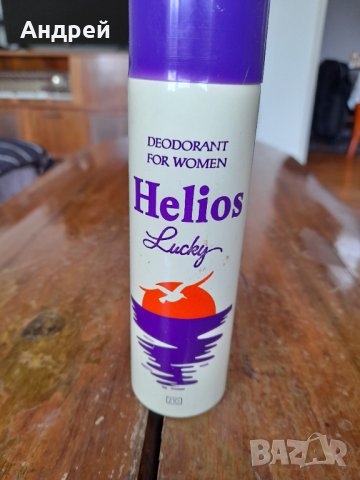 Андрей
DEODORANT
FOR WOMEN
Helios
Lucky
BAZAR